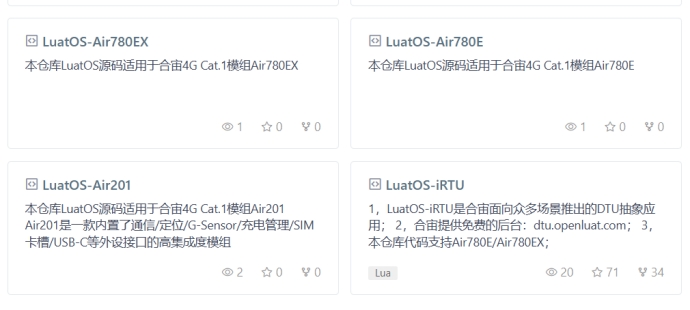 LuatOS-Air780EX
本仓库LuatOS源码适用于合宙4G Cat.1模组Air780EX
1 0 0
LuatOS-Air780E
本仓库LuatOS源码适用于合宙4G Cat.1模组Air780E
1 0 0
LuatOS-Air201
本仓库LuatOS源码适用于合宙4G Cat.1模组Air201
Air201是一款内置了通信/定位/G-Sensor/充电管理/SIM
卡槽/USB-C等外设接口的高集成度模组
2 0 0
LuatOS-iRTU
1，LuatOS-iRTU是合宙面向众多场景推出的DTU抽象应
用； 2，合宙提供免费的后台：dtu.openluat.com； 3，
本仓库代码支持Air780E/Air780EX；
Lua 20 71 34